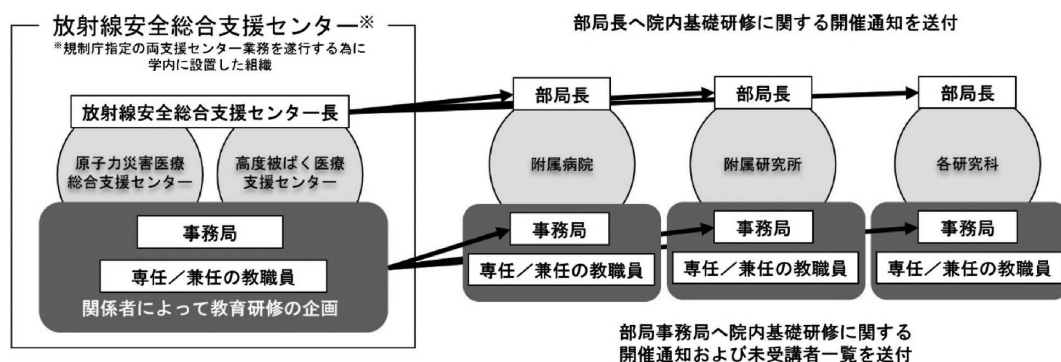 放射線安全総合支援センター※
※規制庁指定の両支援センター業務を遂行する為に
学内に設置した組織
放射線安全総合支援センター長
原子力災害医療
総合支援センター
高度被ばく医療
支援センター
事務局
専任／兼任の教職員
関係者によって教育研修の企画
部局長へ院内基礎研修に関する開催通知を送付
部局長
附属病院
事務局
専任／兼任の教職員
部局長
附属研究所
事務局
専任／兼任の教職員
部局長
各研究科
事務局
専任／兼任の教職員
部局事務局へ院内基礎研修に関する
開催通知および未受講者一覧を送付